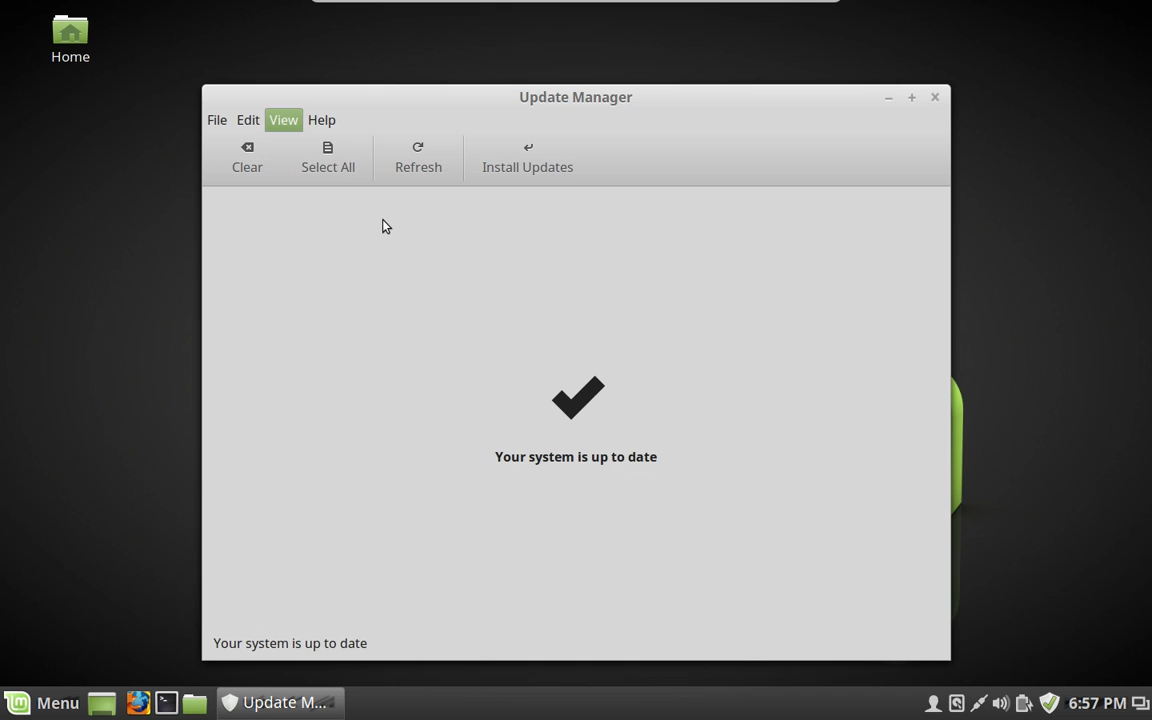 Home
Update Manager
File Edit View Help
Clear Select All Refresh Install Updates
Your system is up to date
Your system is up to date
Menu Update M... 6:57 PM